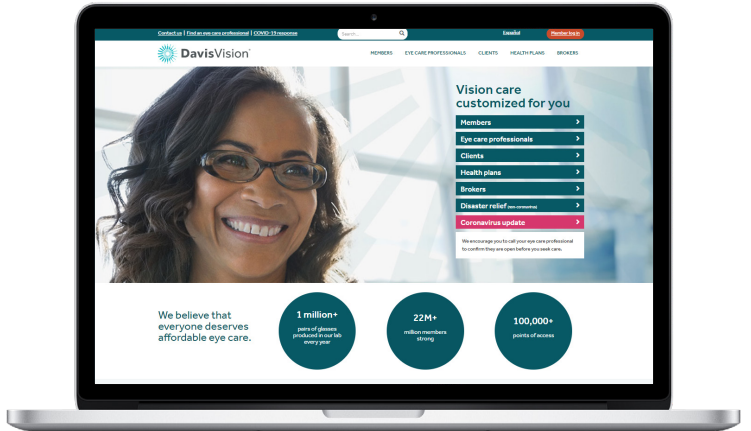 Contact us | Find an eye care professional | COVID-19 response
Search...
Español
Member log in
DavisVision
MEMBERS EYE CARE PROFESSIONALS CLIENTS HEALTH PLANS BROKERS
Vision care
customized for you
Members
Eye care professionals
Clients
Health plans
Brokers
Disaster relief (non-coronavirus)
Coronavirus update
We encourage you to call your eye care professional
to confirm they are open before you seek care.
We believe that
everyone deserves
affordable eye care.
1 million+
pairs of glasses
produced in our lab
every year
22M+
million members
strong
100,000+
points of access